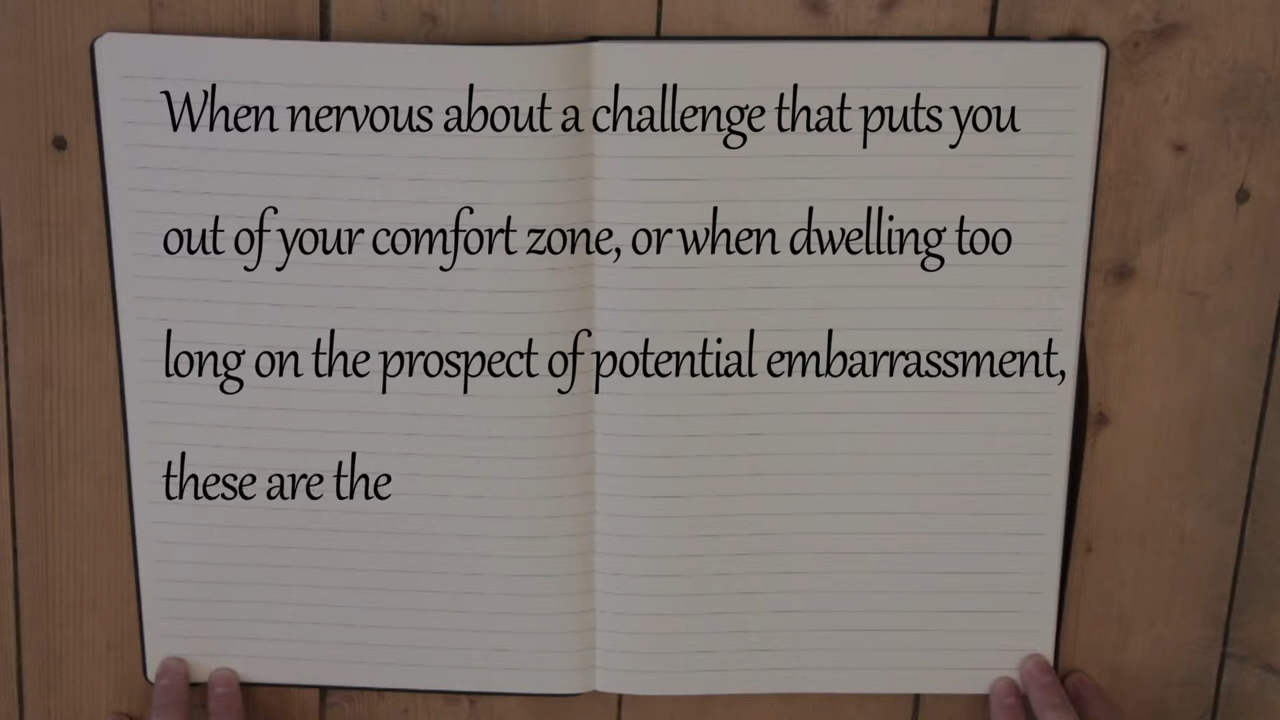 When nervous about a challenge that puts you
out of your comfort zone, or when dwelling too
long on the prospect of potential embarrassment,
these are the